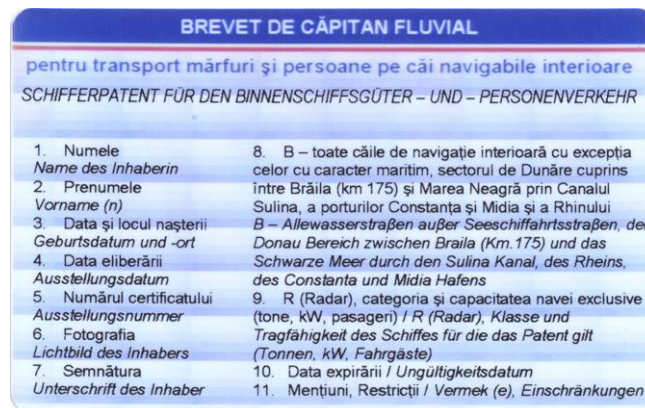 BREVET DE CĂPITAN FLUVIAL
pentru transport mărfuri şi persoane pe căi navigabile interioare
SCHIFFERPATENT FÜR DEN BINNENSCHIFFSGÜTER – UND – PERSONENVERKEHR
1. Numele
Name des Inhaberin
2. Prenumele
Vorname (n)
3. Data şi locul naşterii
Geburtsdatum und -ort
4. Data eliberării
Ausstellungsdatum
5. Numărul certificatului
Ausstellungsnummer
6. Fotografia
Lichtbild des Inhabers
7. Semnătura
Unterschrift des Inhaber
8. B – toate căile de navigaţie interioară cu excepţia
celor cu caracter maritim, sectorul de Dunăre cuprins
între Brăila (km 175) şi Marea Neagră prin Canalul
Sulina, a porturilor Constanţa şi Midia şi a Rhinului
B – Allewasserstraßen außer Seeschiffahrtsstraßen, de
Donau Bereich zwischen Braila (Km.175) und das
Schwarze Meer durch den Sulina Kanal, des Rheins,
des Constanta und Midia Hafens
9. R (Radar), categoria şi capacitatea navei exclusive
(tone, kW, pasageri) / R (Radar), Klasse und
Tragfähigkeit des Schiffes für die das Patent gilt
(Tonnen, kW, Fahrgäste)
10. Data expirării / Ungültigkeitsdatum
11. Menţiuni, Restricţii / Vermek (e), Einschränkungen